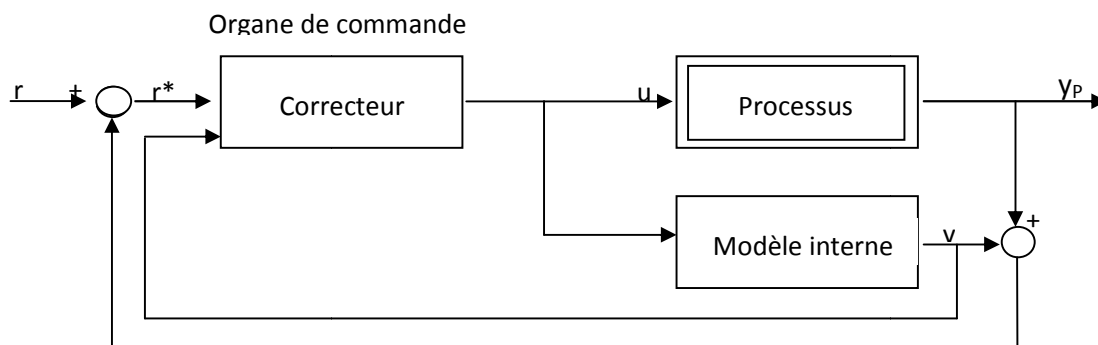 Organe de commande
r
+
r*
Correcteur
u
Processus
yP
+
Modèle interne
v